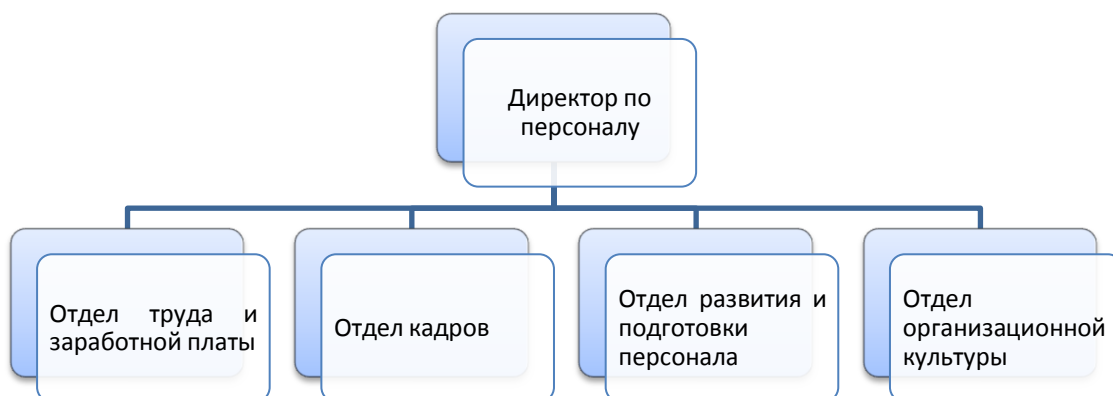 Директор по
персоналу
Отдел труда и
заработной платы
Отдел кадров
Отдел развития и
подготовки
персонала
Отдел
организационной
культуры